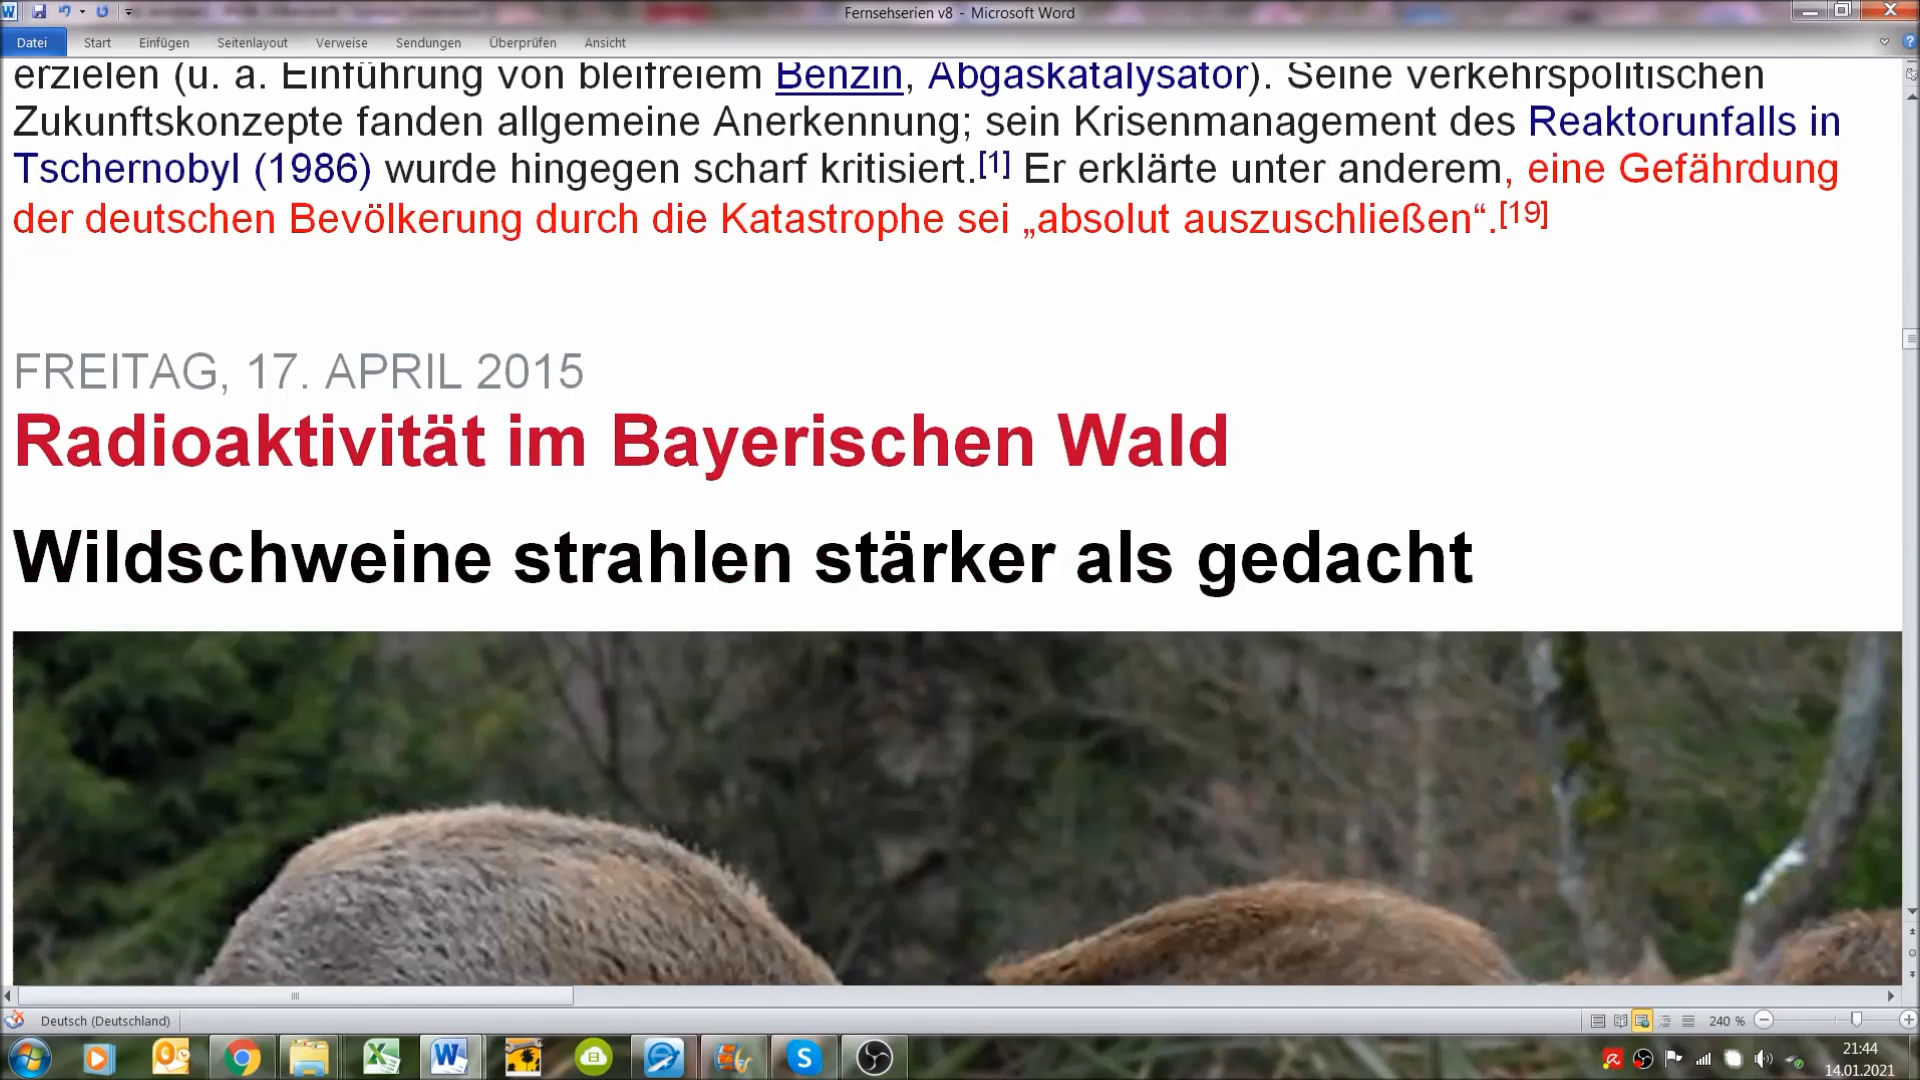 Fernsehserien v8 - Microsoft Word
Datei Start Einfügen Seitenlayout Verweise Sendungen Überprüfen Ansicht
erzielen (u. a. Einführung von bleifreiem Benzin, Abgaskatalysator). Seine verkehrspolitischen
Zukunftskonzepte fanden allgemeine Anerkennung; sein Krisenmanagement des Reaktorunfalls in
Tschernobyl (1986) wurde hingegen scharf kritisiert.[1] Er erklärte unter anderem, eine Gefährdung
der deutschen Bevölkerung durch die Katastrophe sei „absolut auszuschließen“.[19]
FREITAG, 17. APRIL 2015
Radioaktivität im Bayerischen Wald
Wildschweine strahlen stärker als gedacht
Deutsch (Deutschland)
240 %
21:44
14.01.2021